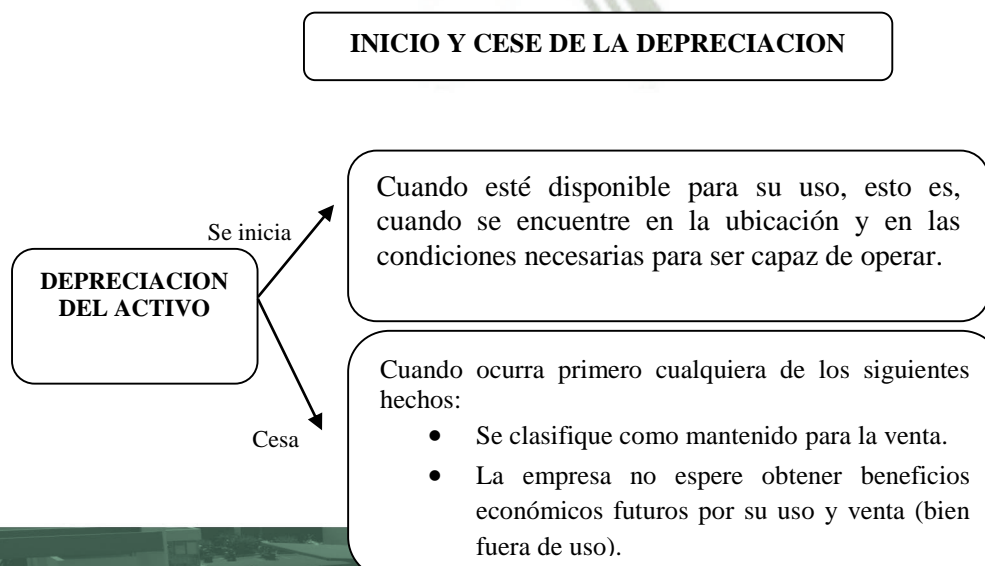 INICIO Y CESE DE LA DEPRECIACION
Cuando esté disponible para su uso, esto es,
cuando se encuentre en la ubicación y en las
condiciones necesarias para ser capaz de operar.
Se inicia
DEPRECIACION
DEL ACTIVO
Cuando ocurra primero cualquiera de los siguientes
hechos:
• Se clasifique como mantenido para la venta.
• La empresa no espere obtener beneficios
económicos futuros por su uso y venta (bien
fuera de uso).
Cesa